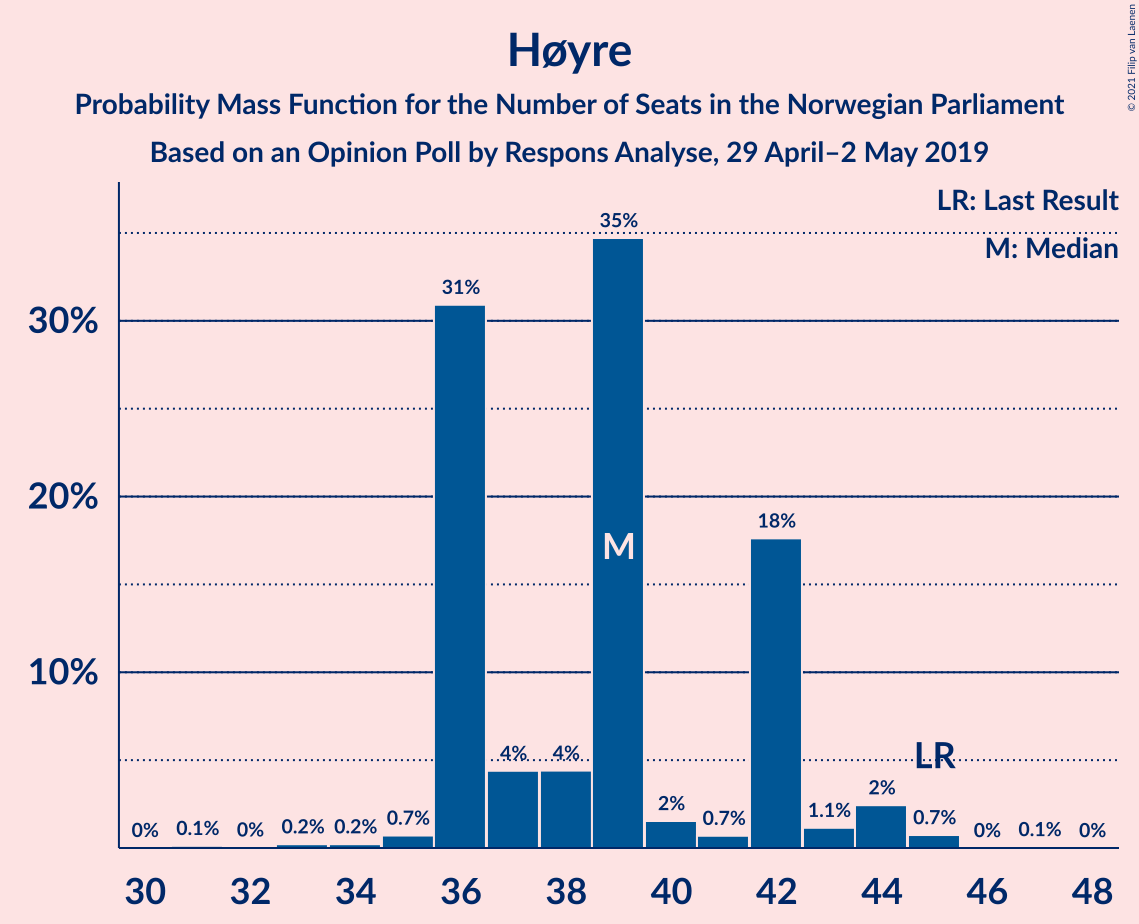 Høyre
Probability Mass Function for the Number of Seats in the Norwegian Parliament
Based on an Opinion Poll by Respons Analyse, 29 April–2 May 2019
© 2021 Filip van Laenen
LR: Last Result
M: Median
30%
20%
10%
0%
0.1%
0%
0.2%
0.2%
0.7%
31%
4%
4%
35%
M
2%
0.7%
18%
1.1%
2%
LR
0.7%
0%
0.1%
0%
30 32 34 36 38 40 42 44 46 48